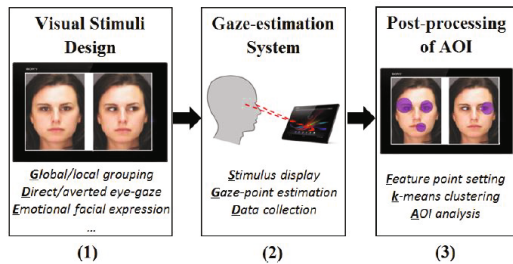 Visual Stimuli
Design
Global/local grouping
Direct/averted eye-gaze
Emotional facial expression
...
(1)
Gaze-estimation
System
Stimulus display
Gaze-point estimation
Data collection
(2)
Post-processing
of AOI
Feature point setting
k-means clustering
AOI analysis
(3)